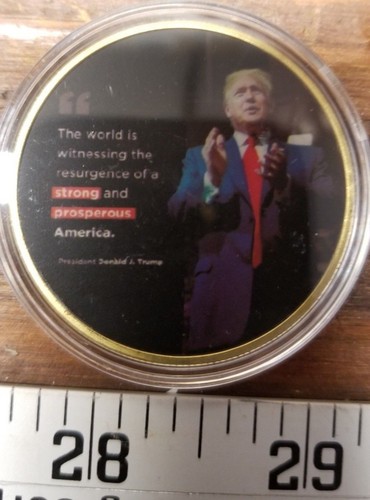 “
The world is
witnessing the
resurgence of a
strong and
prosperous
America.
President Donald J. Trump
28 29